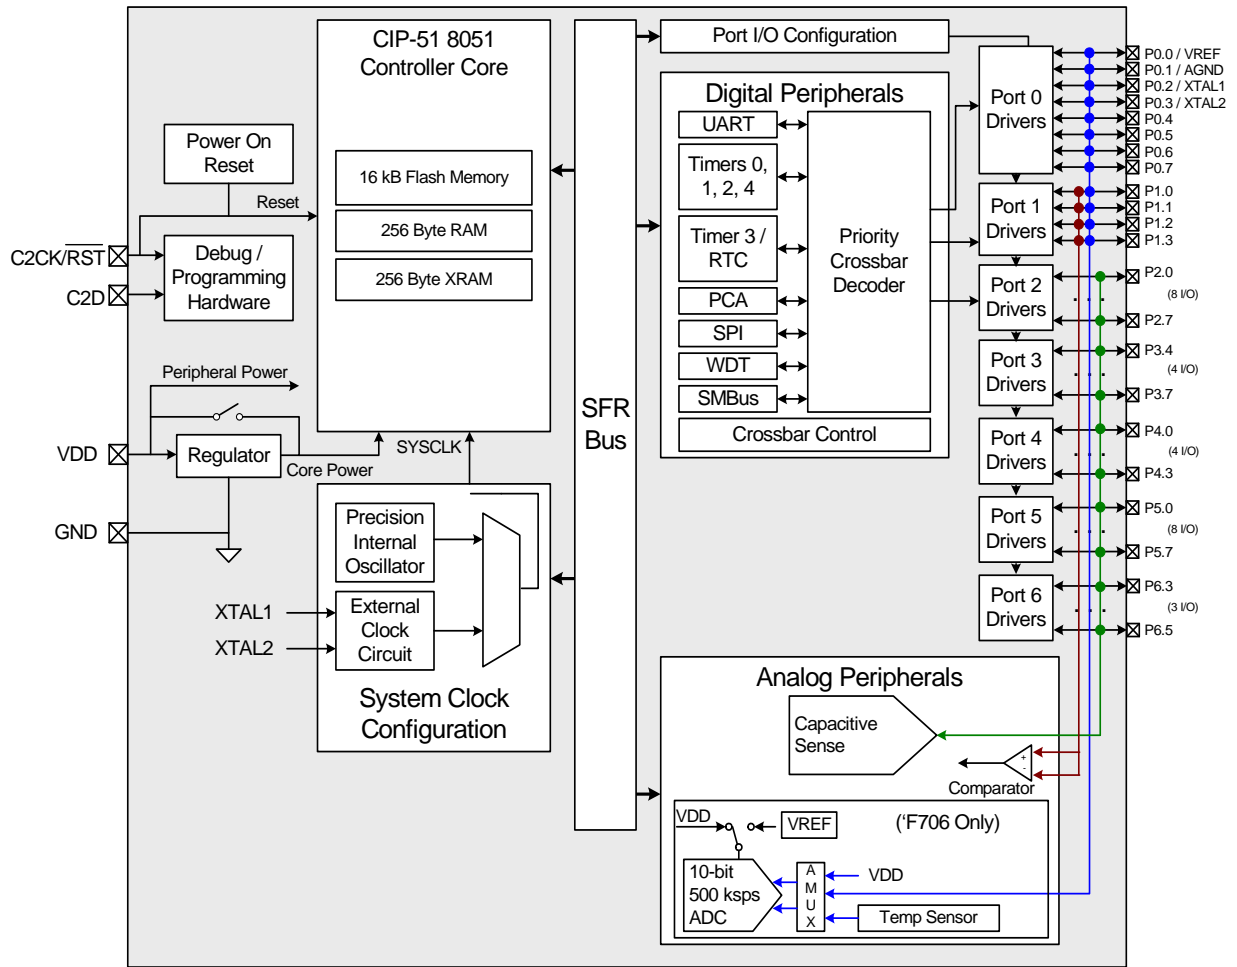 CIP-51 8051
Controller Core
16 kB Flash Memory
256 Byte RAM
256 Byte XRAM
Power On
Reset
Reset
C2CK/RST
Debug /
Programming
Hardware
C2D
Peripheral Power
VDD
Regulator
Core Power
SYSCLK
GND
Precision
Internal
Oscillator
XTAL1
XTAL2
External
Clock
Circuit
System Clock
Configuration
SFR
Bus
Port I/O Configuration
Digital Peripherals
UART
Timers 0,
1, 2, 4
Timer 3 /
RTC
PCA
SPI
WDT
SMBus
Priority
Crossbar
Decoder
Crossbar Control
Port 0
Drivers
Port 1
Drivers
Port 2
Drivers
Port 3
Drivers
Port 4
Drivers
Port 5
Drivers
Port 6
Drivers
P0.0 / VREF
P0.1 / AGND
P0.2 / XTAL1
P0.3 / XTAL2
P0.4
P0.5
P0.6
P0.7
P1.0
P1.1
P1.2
P1.3
P2.0
(8 I/O)
P2.7
P3.4
(4 I/O)
P3.7
P4.0
(4 I/O)
P4.3
P5.0
(8 I/O)
P5.7
P6.3
(3 I/O)
P6.5
Analog Peripherals
Capacitive
Sense
+
-
Comparator
VDD
VREF
('F706 Only)
10-bit
500 ksps
ADC
A
M
U
X
VDD
Temp Sensor